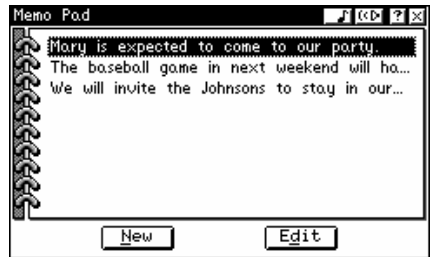 Memo Pad ? ×
Mary is expected to come to our party.
The baseball game in next weekend will ha...
We will invite the Johnsons to stay in our...
New Edit